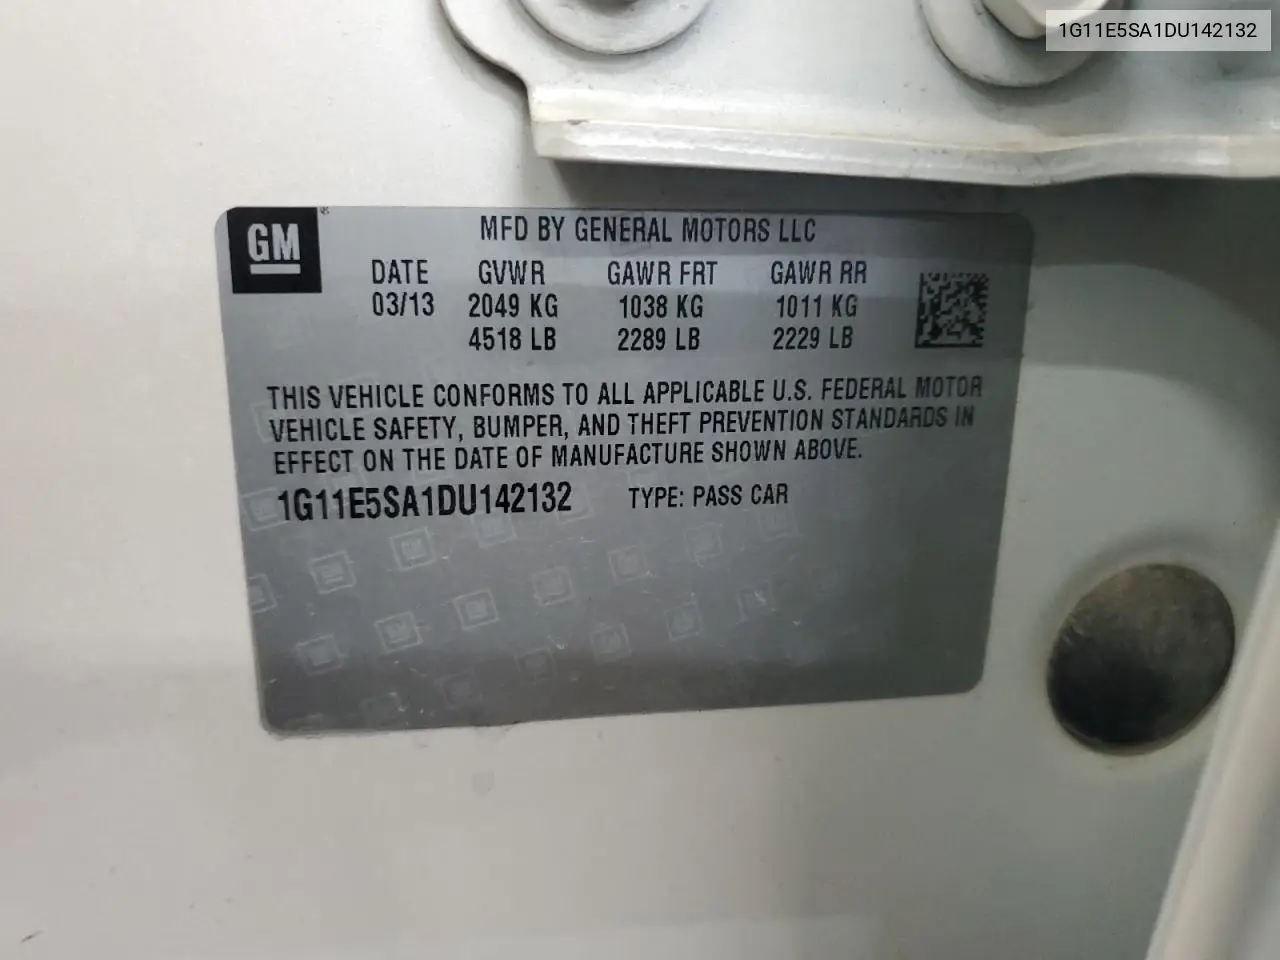 1G11E5SA1DU142132
GM
MFD BY GENERAL MOTORS LLC
DATE GVWR GAWR FRT GAWR RR
03/13 2049 KG 1038 KG 1011 KG
4518 LB 2289 LB 2229 LB
THIS VEHICLE CONFORMS TO ALL APPLICABLE U.S. FEDERAL MOTOR
VEHICLE SAFETY, BUMPER, AND THEFT PREVENTION STANDARDS IN
EFFECT ON THE DATE OF MANUFACTURE SHOWN ABOVE.
1G11E5SA1DU142132 TYPE: PASS CAR